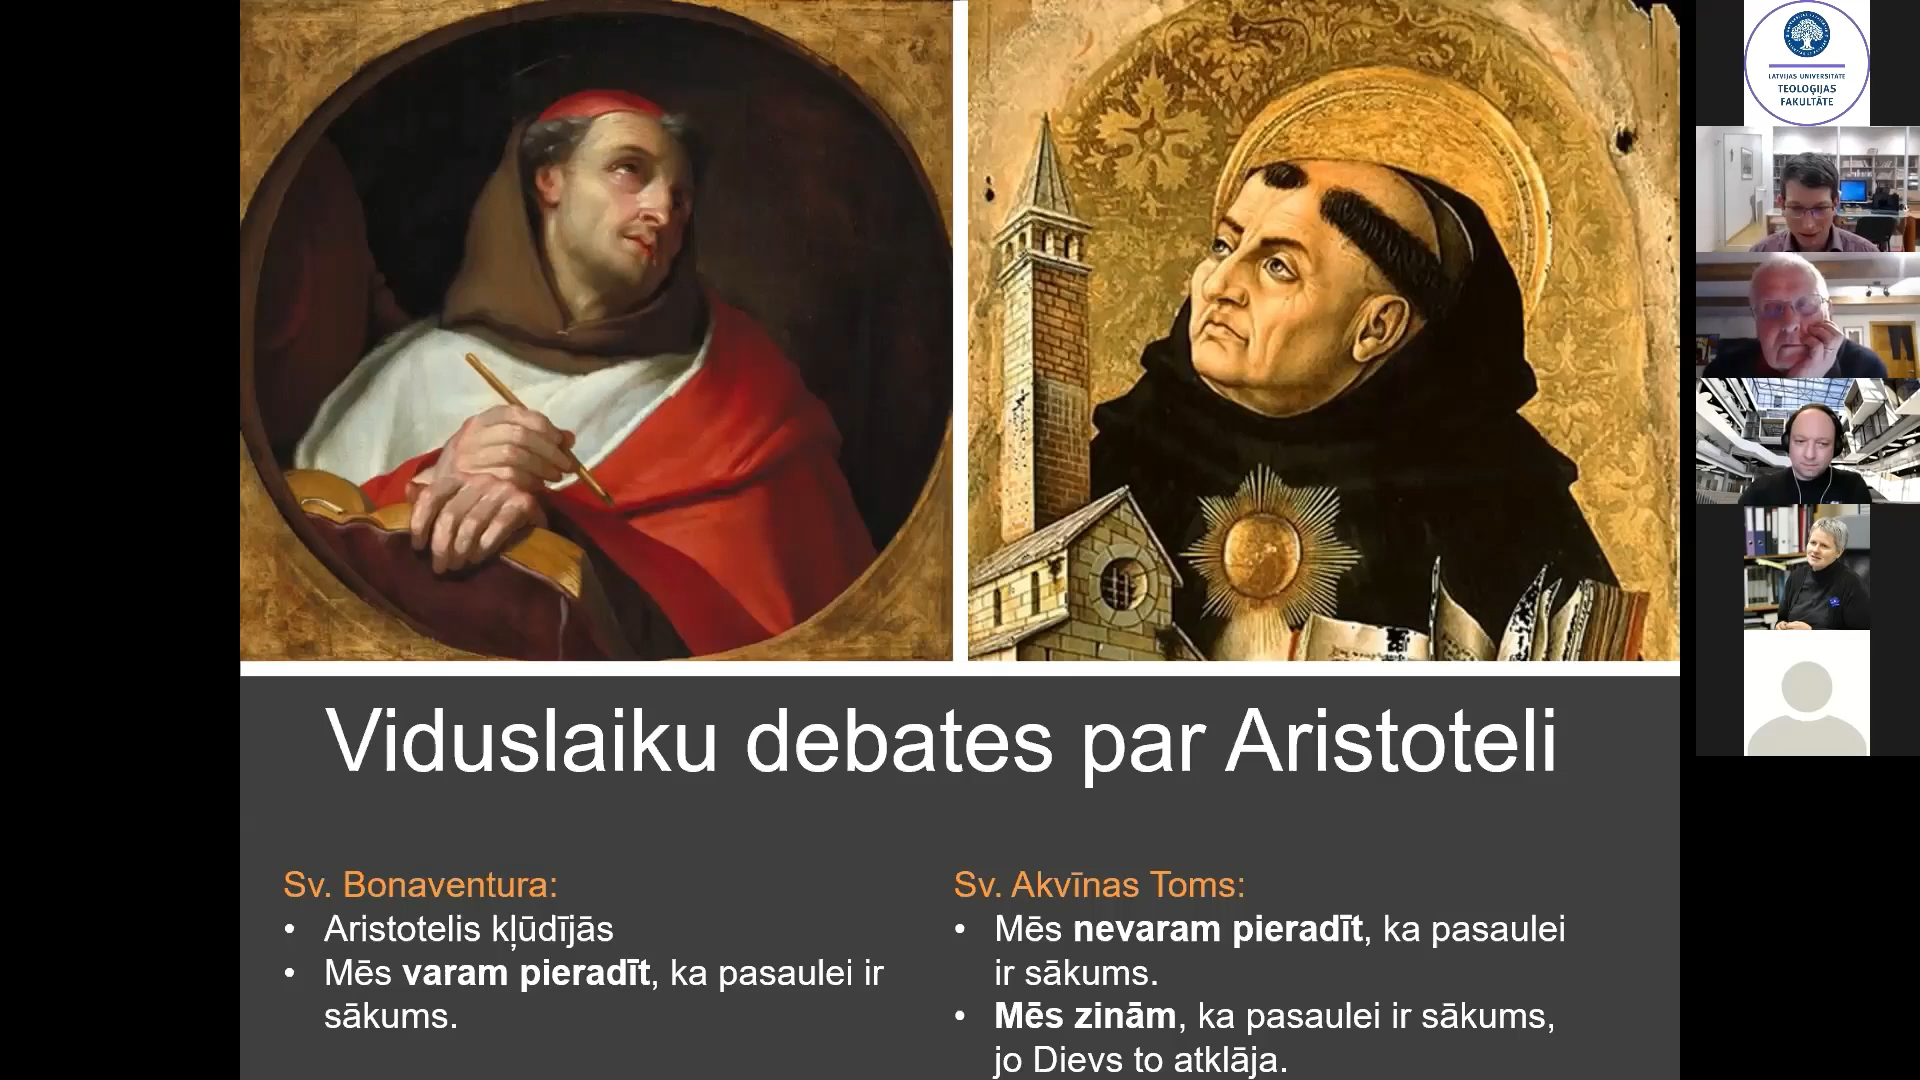 Viduslaiku debates par Aristoteli
Sv. Bonaventura:
• Aristotelis kļūdījās
• Mēs varam pieradīt, ka pasaulei ir
sākums.
Sv. Akvīnas Toms:
• Mēs nevaram pieradīt, ka pasaulei
ir sākums.
• Mēs zinām, ka pasaulei ir sākums,
jo Dievs to atklāja.
LATVIJAS UNIVERSITĀTE
TEOLOĢIJAS
FAKULTĀTE